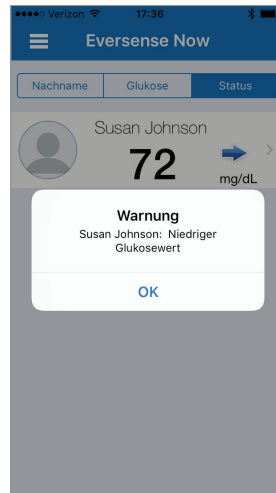 Verizon 17:36
Eversense Now
Nachname Glukose Status
Susan Johnson
72
mg/dL
Warnung
Susan Johnson: Niedriger
Glukosewert
OK